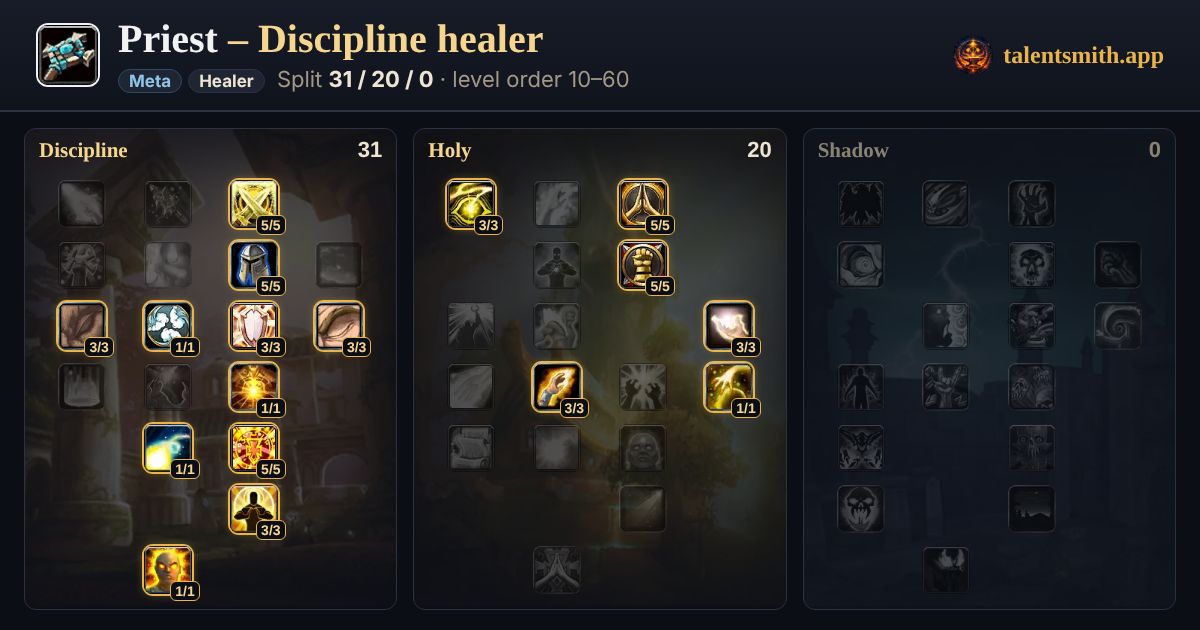 Priest – Discipline healer
Meta Healer Split 31 / 20 / 0 · level order 10–60
talentsmith.app
Discipline 31
5/5
5/5
3/3 1/1 3/3 3/3
1/1
1/1 5/5
3/3
1/1
Holy 20
3/3 5/5
5/5
3/3
3/3 1/1
Shadow 0